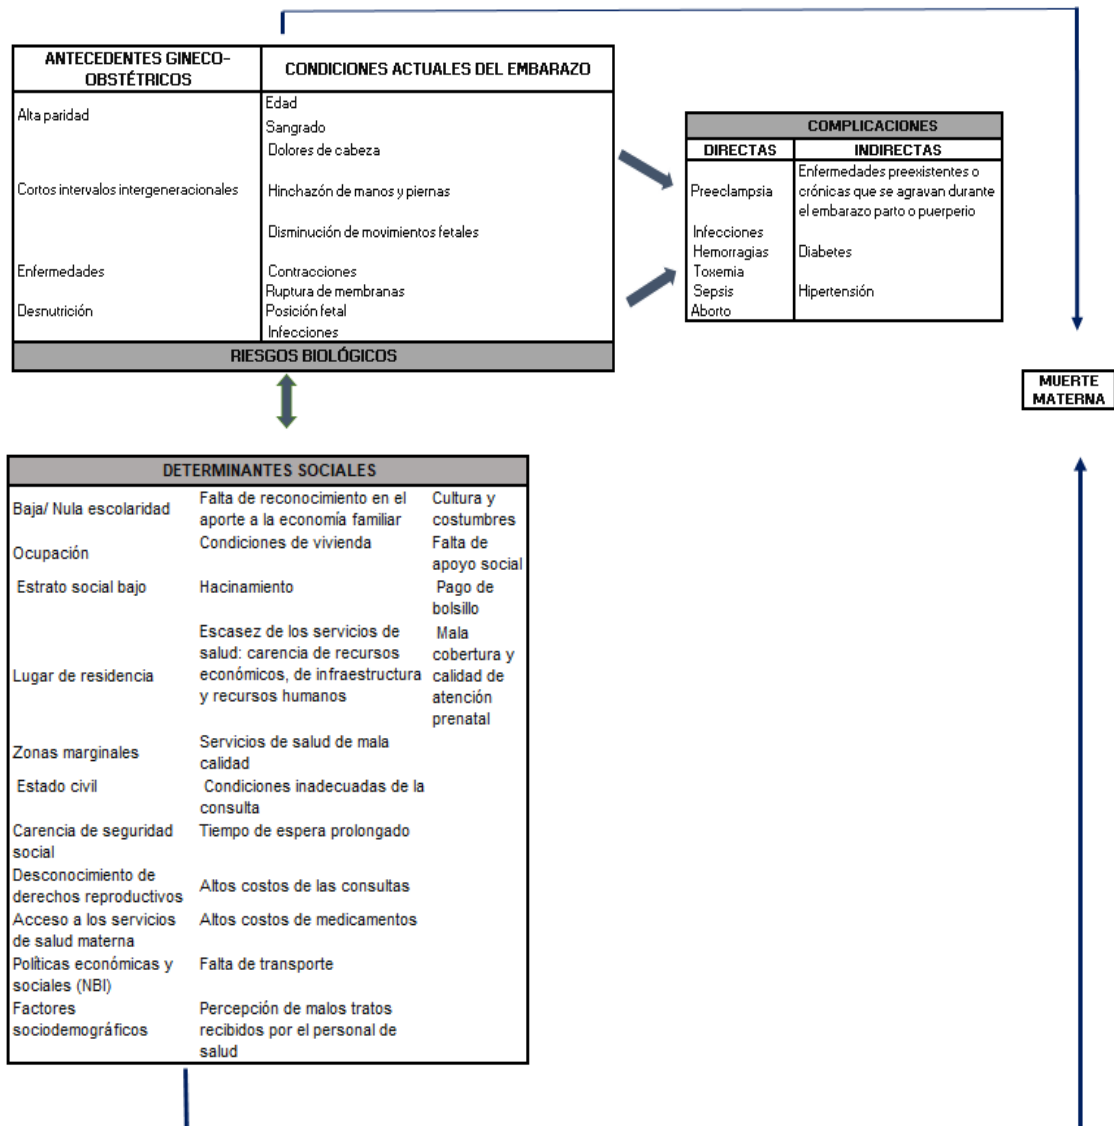 ANTECEDENTES GINECO-
OBSTÉTRICOS
CONDICIONES ACTUALES DEL EMBARAZO
Alta paridad
Cortos intervalos intergeneracionales
Enfermedades
Desnutrición
Edad
Sangrado
Dolores de cabeza
Hinchazón de manos y piernas
Disminución de movimientos fetales
Contracciones
Ruptura de membranas
Posición fetal
Infecciones
RIESGOS BIOLÓGICOS
COMPLICACIONES
DIRECTAS
INDIRECTAS
Preeclampsia
Infecciones
Hemorragias
Toxemia
Sepsis
Aborto
Enfermedades preexistentes o
crónicas que se agravan durante
el embarazo parto o puerperio
Diabetes
Hipertensión
MUERTE
MATERNA
DETERMINANTES SOCIALES
Baja/ Nula escolaridad
Ocupación
Estrato social bajo
Lugar de residencia
Zonas marginales
Estado civil
Carencia de seguridad
social
Desconocimiento de
derechos reproductivos
Acceso a los servicios
de salud materna
Políticas económicas y
sociales (NBI)
Factores
sociodemográficos
Falta de reconocimiento en el
aporte a la economía familiar
Condiciones de vivienda
Hacinamiento
Escasez de los servicios de
salud: carencia de recursos
económicos, de infraestructura
y recursos humanos
Servicios de salud de mala
calidad
Condiciones inadecuadas de la
consulta
Tiempo de espera prolongado
Altos costos de las consultas
Altos costos de medicamentos
Falta de transporte
Percepción de malos tratos
recibidos por el personal de
salud
Cultura y
costumbres
Falta de
apoyo social
Pago de
bolsillo
Mala
cobertura y
calidad de
atención
prenatal